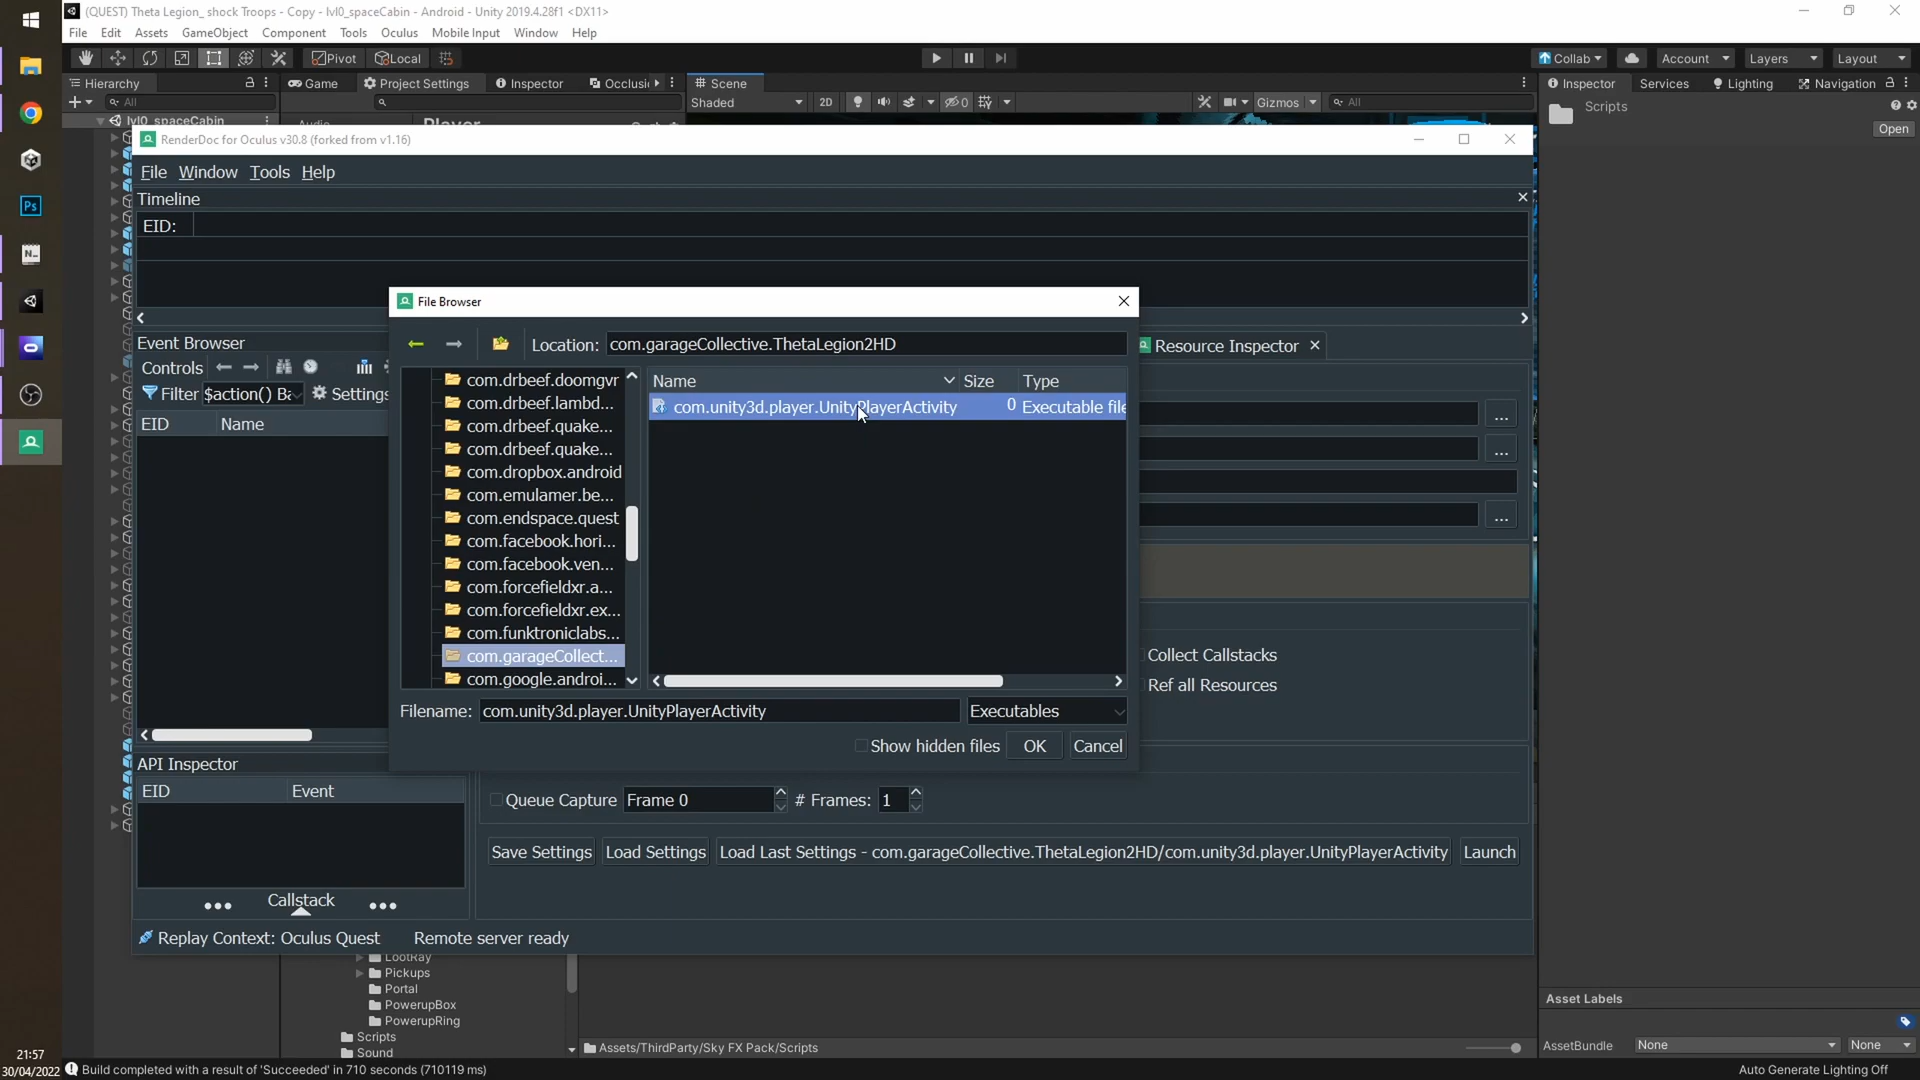 (QUEST) Theta Legion_ shock Troops - Copy - lvl0_spaceCabin - Android - Unity 2019.4.28f1 <DX11>
File Edit Assets GameObject Component Tools Oculus Mobile Input Window Help
Pivot Local Collab Account Layers Layout
Hierarchy Game Project Settings Inspector Occlusi Scene Inspector Services Lighting Navigation
All Shaded 2D 0 Gizmos All Scripts
lvl0_spaceCabin Audio Player Open
RenderDoc for Oculus v30.8 (forked from v1.16)
File Window Tools Help
Timeline
EID:
File Browser
Event Browser Location: com.garageCollective.ThetaLegion2HD Resource Inspector
Controls
Filter $action() Ba Settings
EID Name
com.drbeef.doomgvr Name Size Type
com.drbeef.lambd... com.unity3d.player.UnityPlayerActivity 0 Executable file
com.drbeef.quake...
com.drbeef.quake...
com.dropbox.android
com.emulamer.be...
com.endspace.quest
com.facebook.hori...
com.facebook.ven...
com.forcefieldxr.a...
com.forcefieldxr.ex...
com.funktroniclabs...
com.garageCollect... Collect Callstacks
com.google.androi... Ref all Resources
Filename: com.unity3d.player.UnityPlayerActivity Executables
Show hidden files OK Cancel
API Inspector
EID Event
Queue Capture Frame 0 # Frames: 1
Save Settings Load Settings Load Last Settings - com.garageCollective.ThetaLegion2HD/com.unity3d.player.UnityPlayerActivity Launch
Callstack
Replay Context: Oculus Quest Remote server ready
LootRay
Pickups
Portal
PowerupBox
PowerupRing
Scripts
Sound
Assets/ThirdParty/Sky FX Pack/Scripts
Asset Labels
AssetBundle None None
21:57
30/04/2022
Build completed with a result of 'Succeeded' in 710 seconds (710119 ms)
Auto Generate Lighting Off